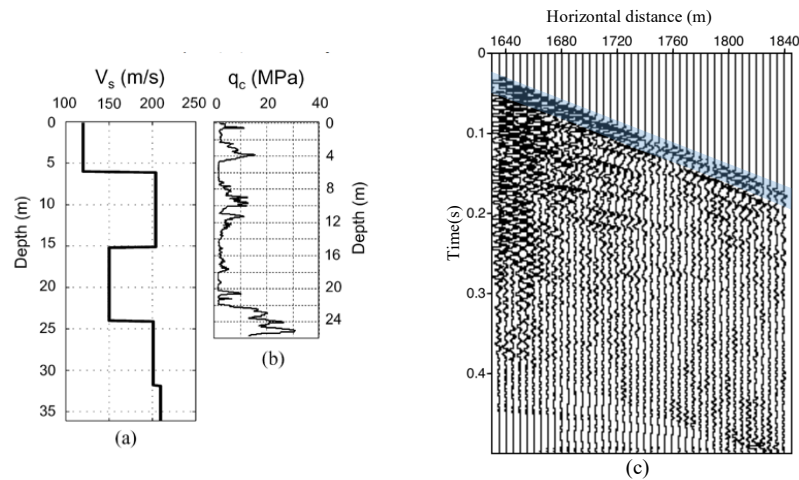 Vs (m/s)
100 150 200 250
0
5
10
15
20
25
30
35
Depth (m)
(a)
qc (MPa)
0 20 40
0
4
8
12
16
20
24
Depth (m)
(b)
Horizontal distance (m)
1640 1680 1720 1760 1800 1840
0
0.1
0.2
0.3
0.4
Time(s)
(c)